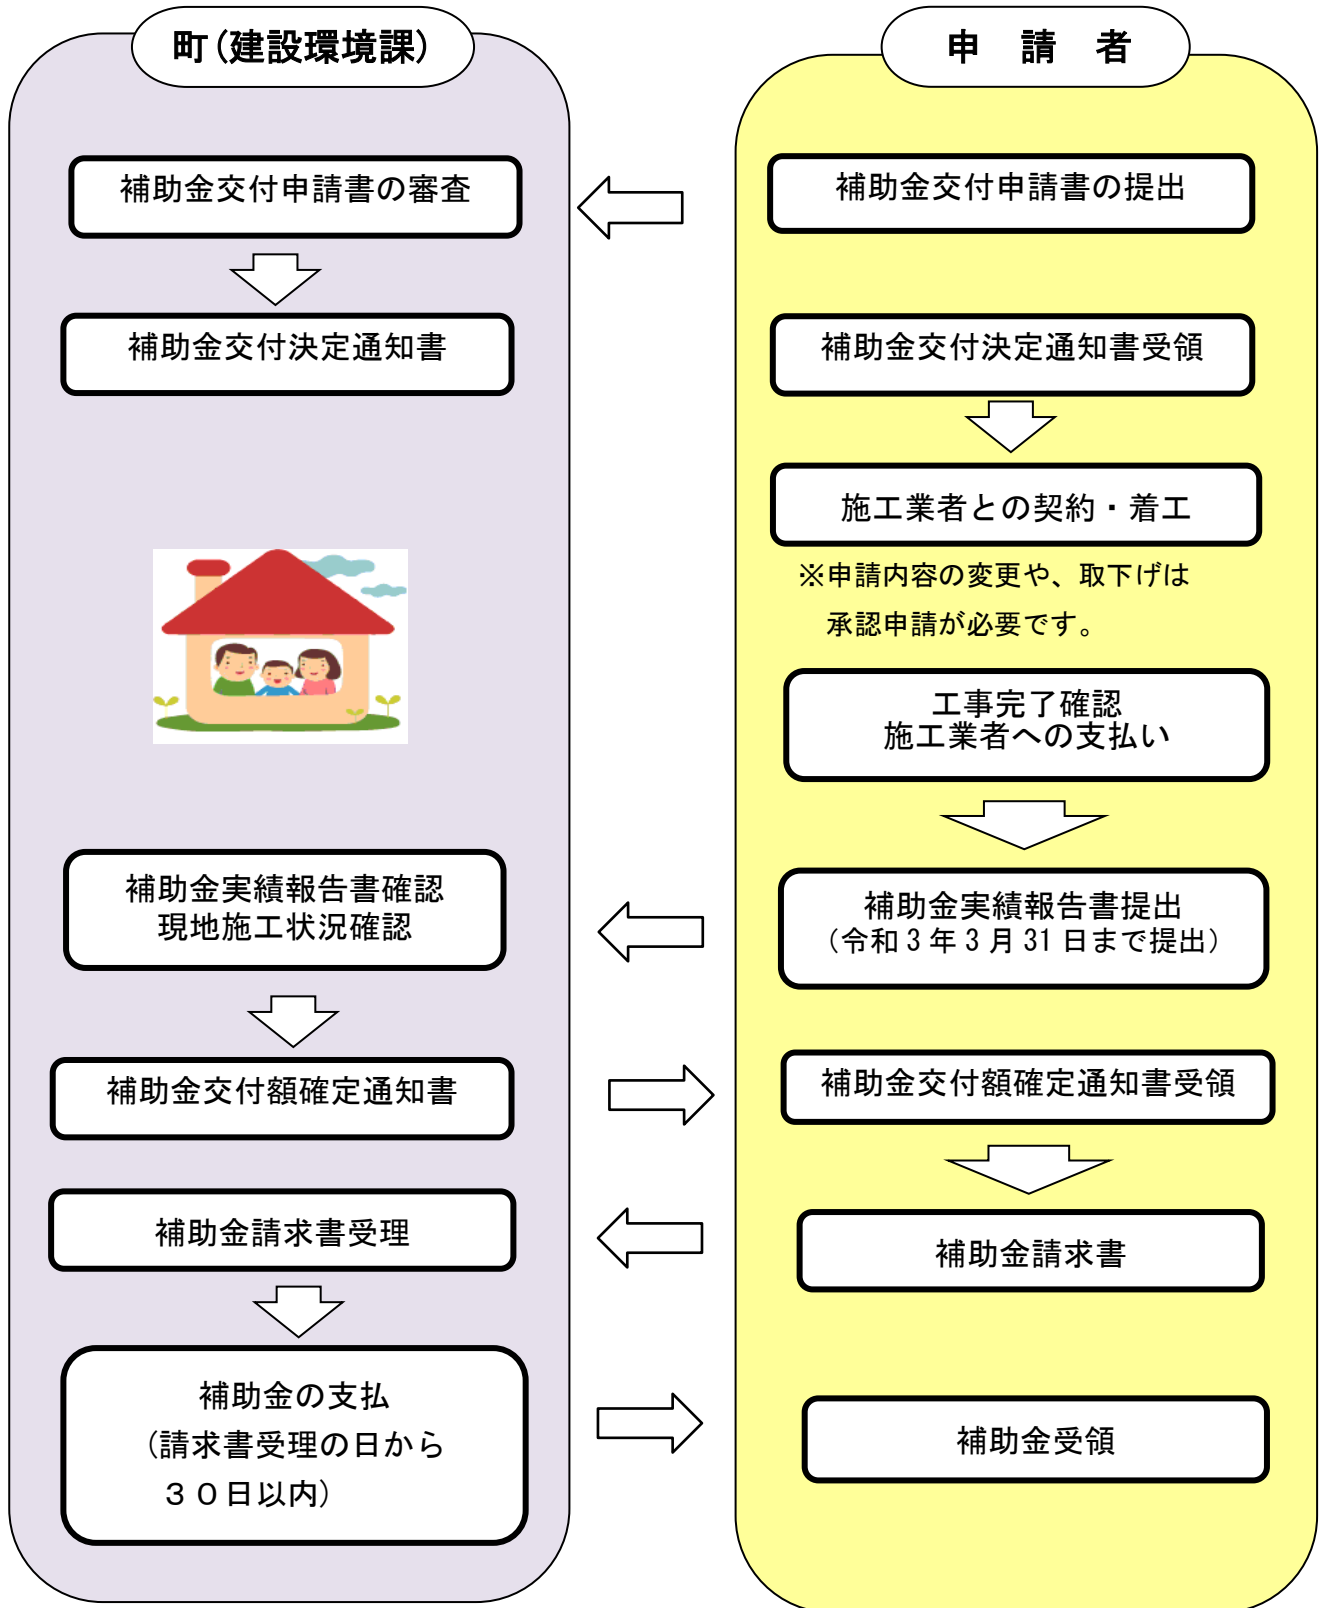 町(建設環境課)
補助金交付申請書の審査
補助金交付決定通知書
補助金実績報告書確認
現地施工状況確認
補助金交付額確定通知書
補助金請求書受理
補助金の支払
(請求書受理の日から
３０日以内)
申　請　者
補助金交付申請書の提出
補助金交付決定通知書受領
施工業者との契約・着工
※申請内容の変更や、取下げは
承認申請が必要です。
工事完了確認
施工業者への支払い
補助金実績報告書提出
(令和3年3月31日まで提出)
補助金交付額確定通知書受領
補助金請求書
補助金受領